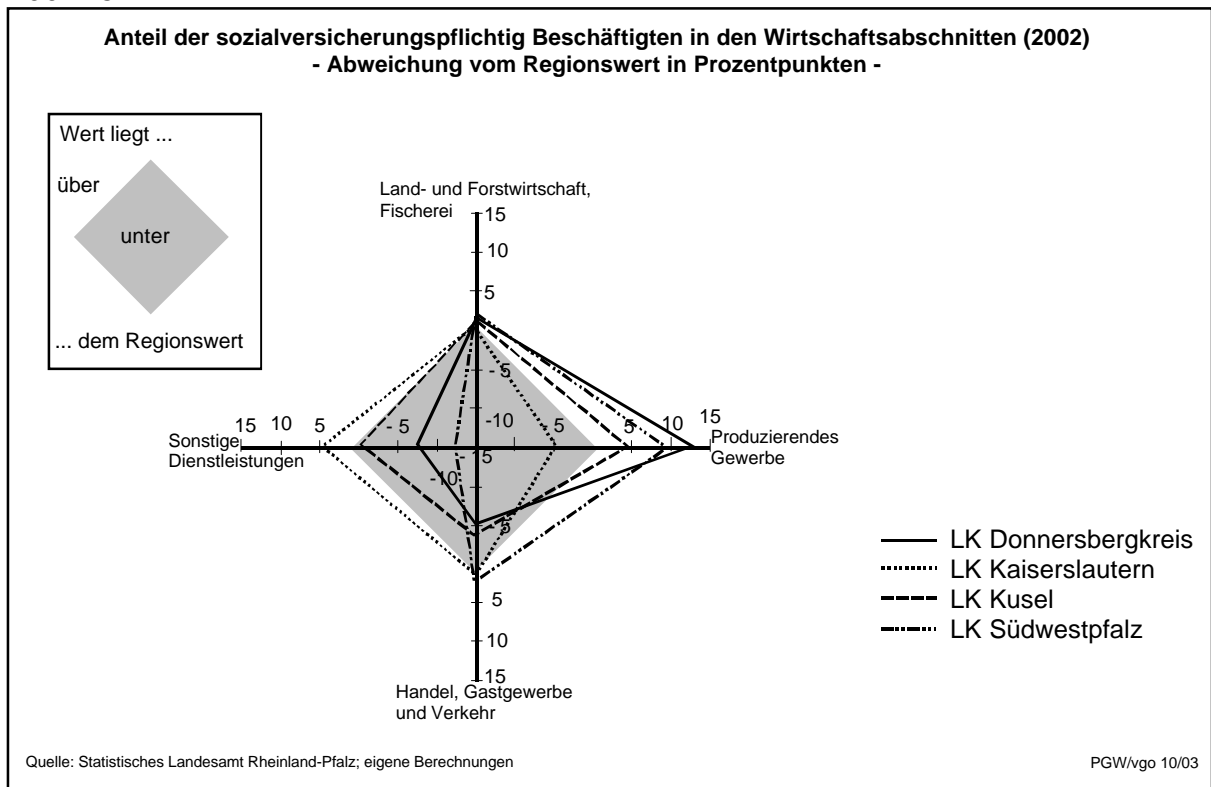 Anteil der sozialversicherungspflichtig Beschäftigten in den Wirtschaftsabschnitten (2002)
- Abweichung vom Regionswert in Prozentpunkten -
Wert liegt ...
über
unter
... dem Regionswert
Land- und Forstwirtschaft,
Fischerei
15
10
5
- 5
-10
15 10 5 - 5
- 15
- 5 5 10 15
Sonstige
Dienstleistungen
Produzierendes
Gewerbe
-10
- 5
5
10
15
Handel, Gastgewerbe
und Verkehr
LK Donnersbergkreis
LK Kaiserslautern
LK Kusel
LK Südwestpfalz
Quelle: Statistisches Landesamt Rheinland-Pfalz; eigene Berechnungen
PGW/vgo 10/03